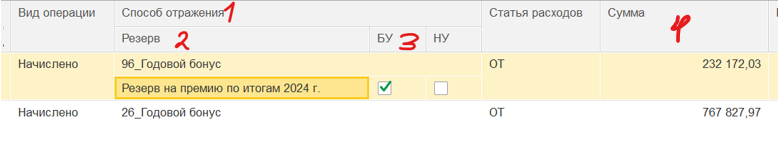 Вид операции Способ отражения 1 Статья расходов Сумма
Резерв 2 БУ 3 НУ 4
Начислено 96_Годовой бонус ОТ 232 172,03
Резерв на премию по итогам 2024 г.
Начислено 26_Годовой бонус ОТ 767 827,97